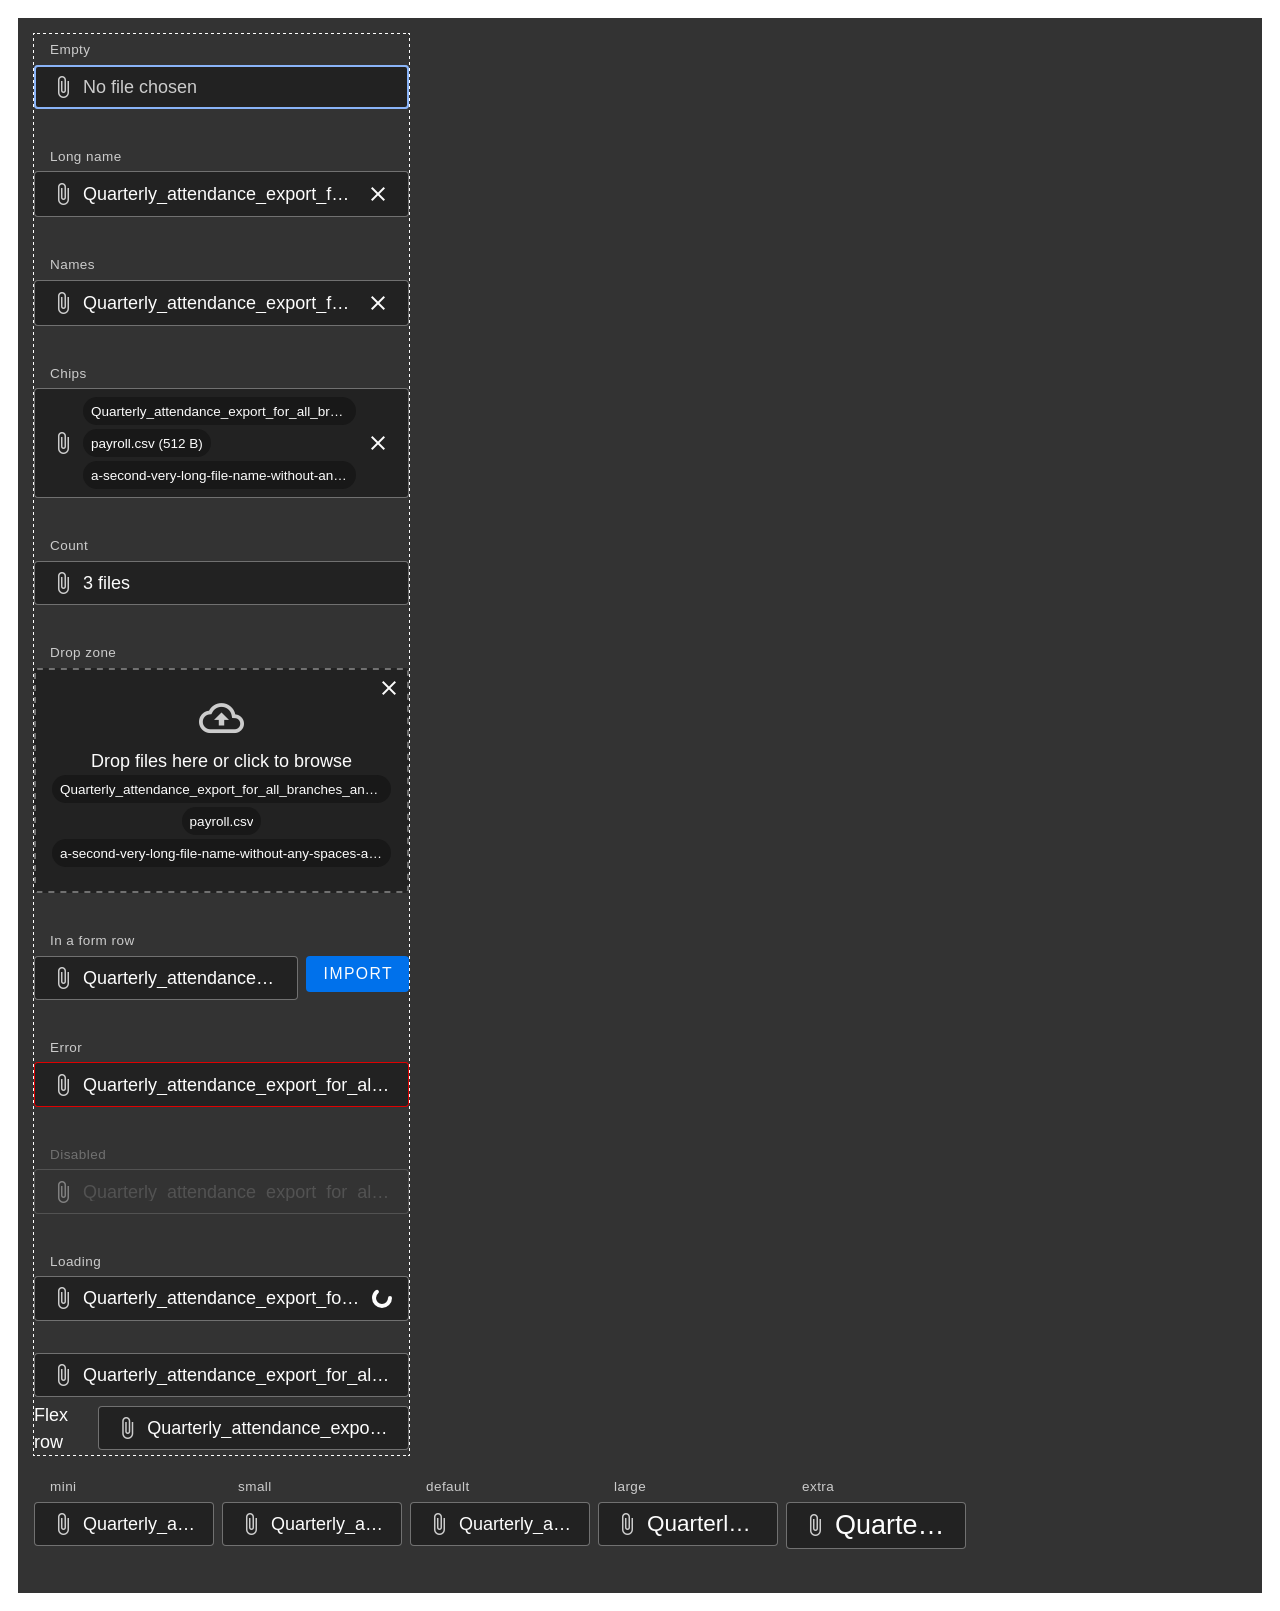 Empty
No file chosen
Long name
Quarterly_attendance_export_f…
Names
Quarterly_attendance_export_f…
Chips
Quarterly_attendance_export_for_all_br…
payroll.csv (512 B)
a-second-very-long-file-name-without-an…
Count
3 files
Drop zone
Drop files here or click to browse
Quarterly_attendance_export_for_all_branches_an…
payroll.csv
a-second-very-long-file-name-without-any-spaces-a…
In a form row
Quarterly_attendance… IMPORT
Error
Quarterly_attendance_export_for_al…
Disabled
Quarterly_attendance_export_for_al…
Loading
Quarterly_attendance_export_fo…
Quarterly_attendance_export_for_al…
Flex row Quarterly_attendance_expo…
mini small default large extra
Quarterly_a… Quarterly_a… Quarterly_a… Quarterl… Quarte…